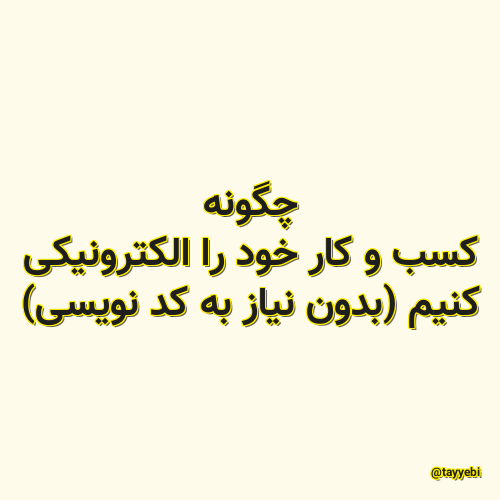 چگونه
کسب و کار خود را الکترونیکی
کنیم (بدون نیاز به کد نویسی)
@tayyebi